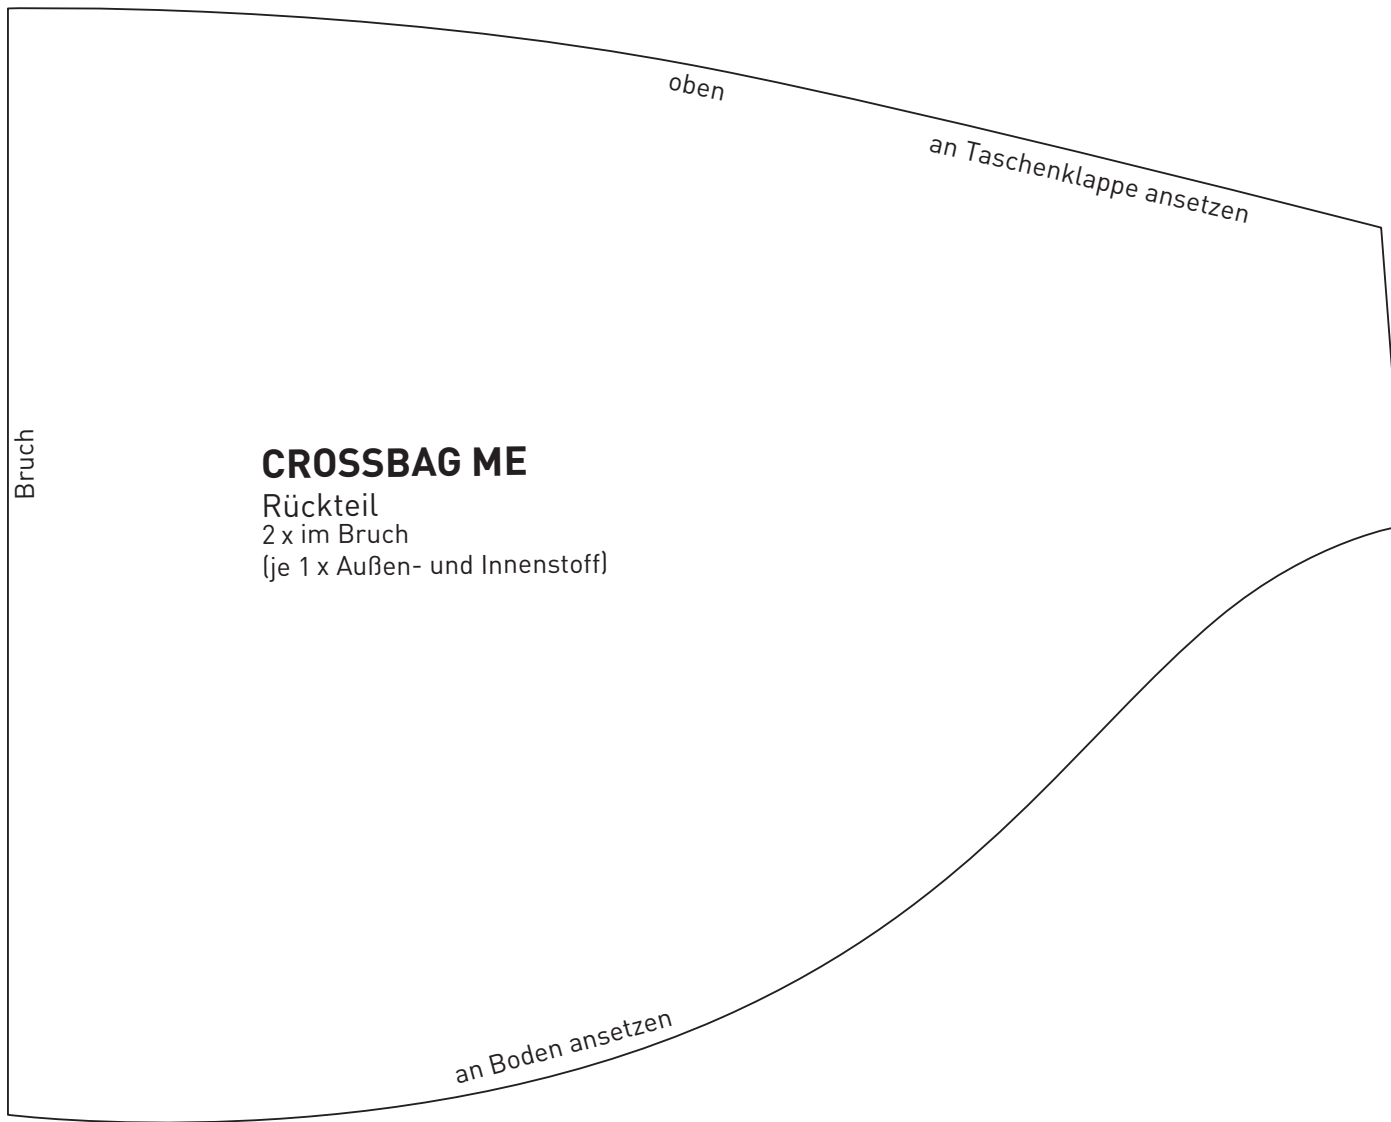 oben
an Taschenklappe ansetzen
Bruch
CROSSBAG ME
Rückteil
2 x im Bruch
(je 1 x Außen- und Innenstoff)
an Boden ansetzen